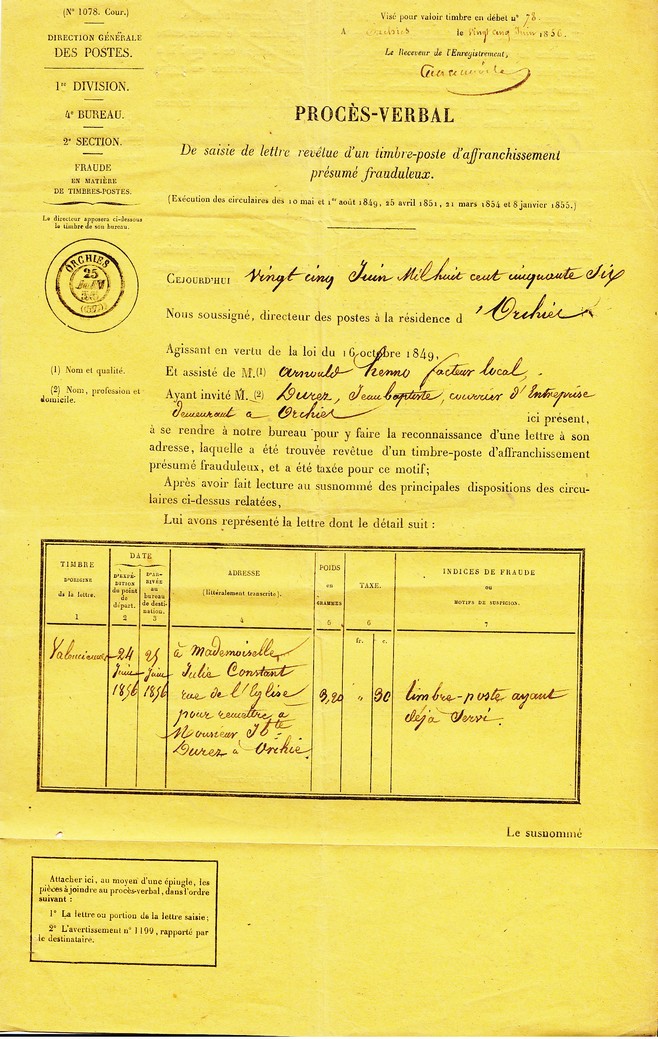 (N° 1078. Cour.)
DIRECTION GÉNÉRALE
DES POSTES.
1re DIVISION.
4e BUREAU.
2e SECTION.
FRAUDE
EN MATIÈRE
DE TIMBRES-POSTES.
Le directeur apposera ci-dessous
le timbre de son bureau.
ORCHIES
25
JUIN
(57)
(1) Nom et qualité.
(2) Nom, profession et
domicile.
Visé pour valoir timbre en débet n° 78
A Orchies le vingt cinq Juin 1856.
Le Receveur de l'Enregistrement,
PROCÈS-VERBAL
De saisie de lettre revêtue d'un timbre-poste d'affranchissement
présumé frauduleux.
(Exécution des circulaires des 10 mai et 1er août 1849, 25 avril 1851, 21 mars 1854 et 8 janvier 1855.)
CEJOURD'HUI vingt cinq Juin Mil huit cent cinquante Six
Nous soussigné, directeur des postes à la résidence d'Orchies
Agissant en vertu de la loi du 16 octobre 1849,
Et assisté de M. (1) Arnould Henno facteur local,
Ayant invité M. (2) Durez, Jean baptiste, courrier d'Entreprise
demeurant à Orchies ici présent,
à se rendre à notre bureau pour y faire la reconnaissance d'une lettre à son
adresse, laquelle a été trouvée revêtue d'un timbre-poste d'affranchissement
présumé frauduleux, et a été taxée pour ce motif;
Après avoir fait lecture au susnommé des principales dispositions des circu-
laires ci-dessus relatées,
Lui avons représenté la lettre dont le détail suit :
TIMBRE
D'ORIGINE
de la lettre.
1
DATE
D'EXPÉ-
DITION
du point
de
départ.
2
D'AR-
RIVÉE
au
bureau
de desti-
nation.
3
ADRESSE
(littéralement transcrite).
4
POIDS
en
GRAMMES
5
TAXE.
6
INDICES DE FRAUDE
ou
MOTIFS DE SUSPICION.
7
fr. c.
Valenciennes
24
Juin
1856
25
Juin
1856
à Mademoiselle
Julie Constant
rue de l'Eglise
pour remettre à
Monsieur Jbte
Durez à Orchie.
3,20
" 30
timbre-poste ayant
déjà Servi.
Le susnommé
Attacher ici, au moyen d'une épingle, les
pièces à joindre au procès-verbal, dans l'ordre
suivant :
1° La lettre ou portion de la lettre saisie;
2° L'avertissement n° 1199, rapporté par
le destinataire.